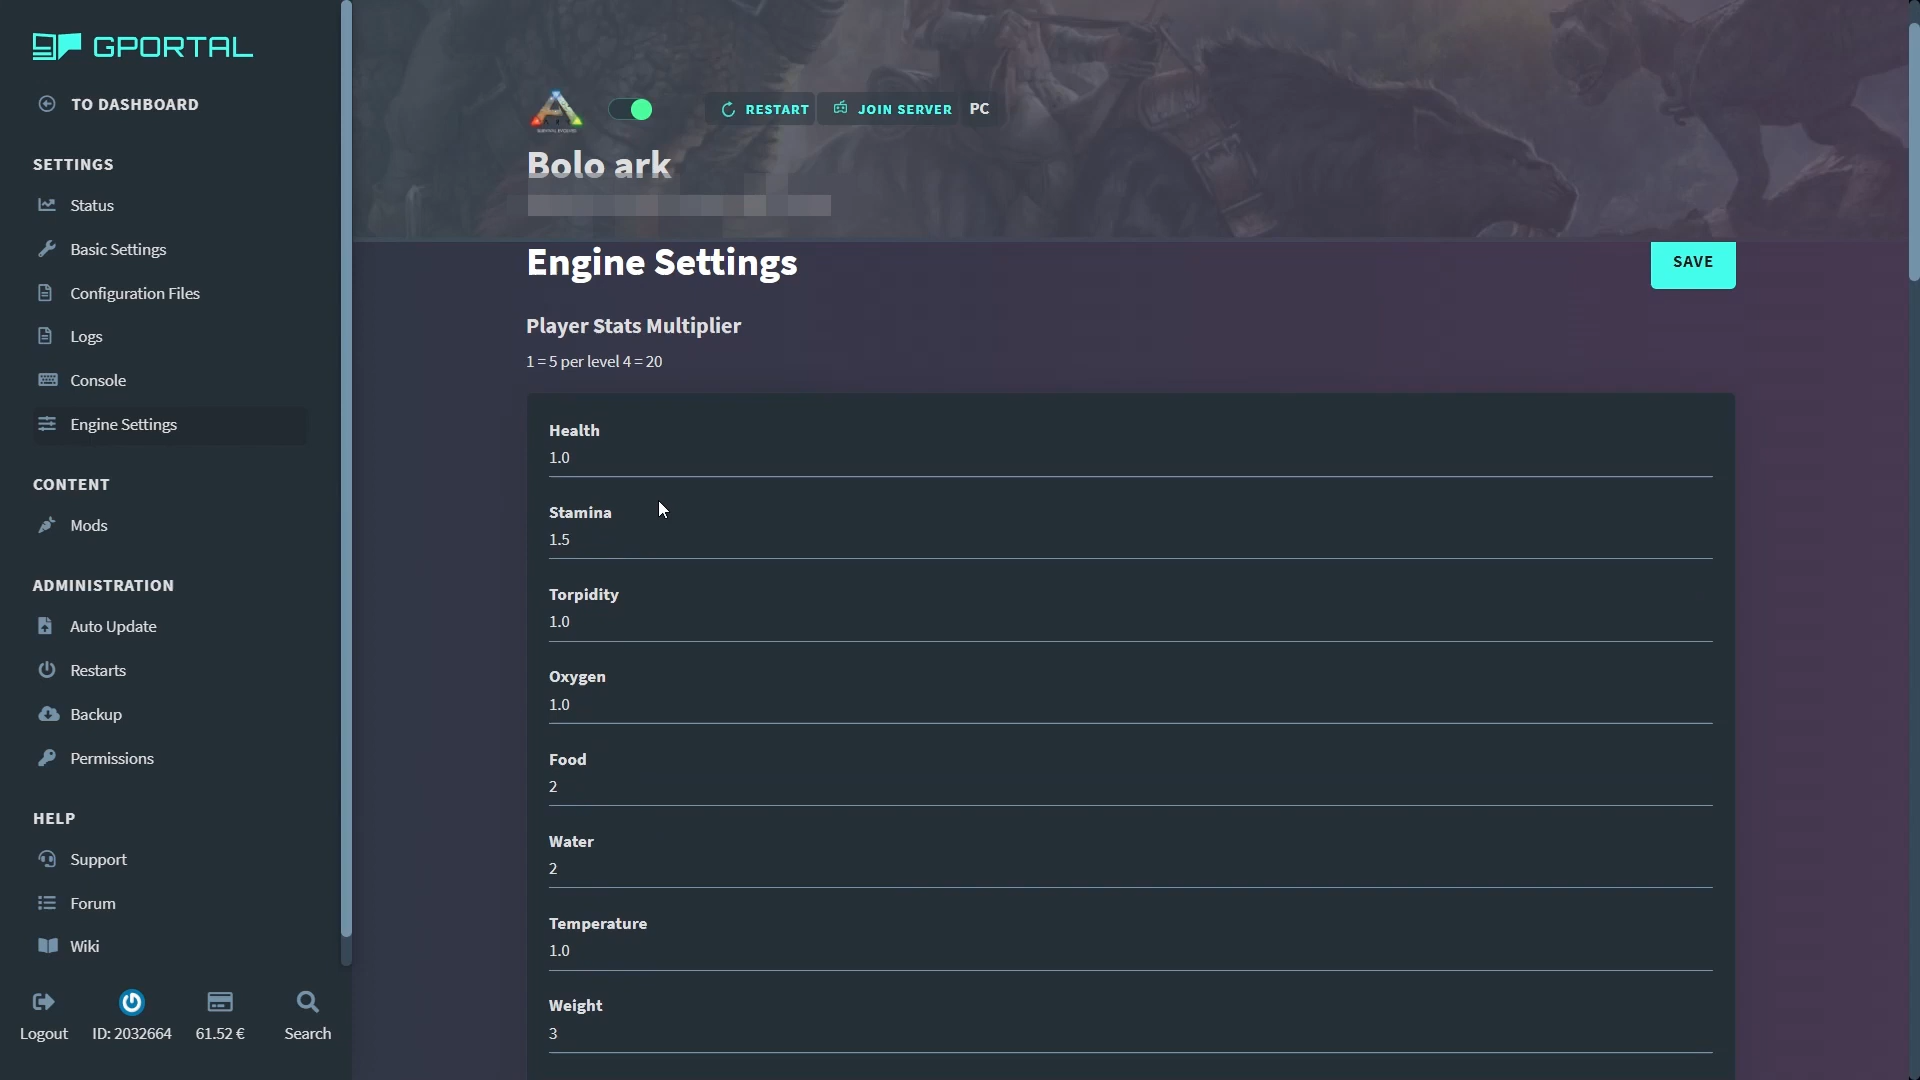 GPORTAL
TO DASHBOARD
SETTINGS
Status
Basic Settings
Configuration Files
Logs
Console
Engine Settings
CONTENT
Mods
ADMINISTRATION
Auto Update
Restarts
Backup
Permissions
HELP
Support
Forum
Wiki
Logout
ID: 2032664
61.52 €
Search
RESTART
JOIN SERVER
PC
Bolo ark
Engine Settings
SAVE
Player Stats Multiplier
1 = 5 per level 4 = 20
Health
1.0
Stamina
1.5
Torpidity
1.0
Oxygen
1.0
Food
2
Water
2
Temperature
1.0
Weight
3